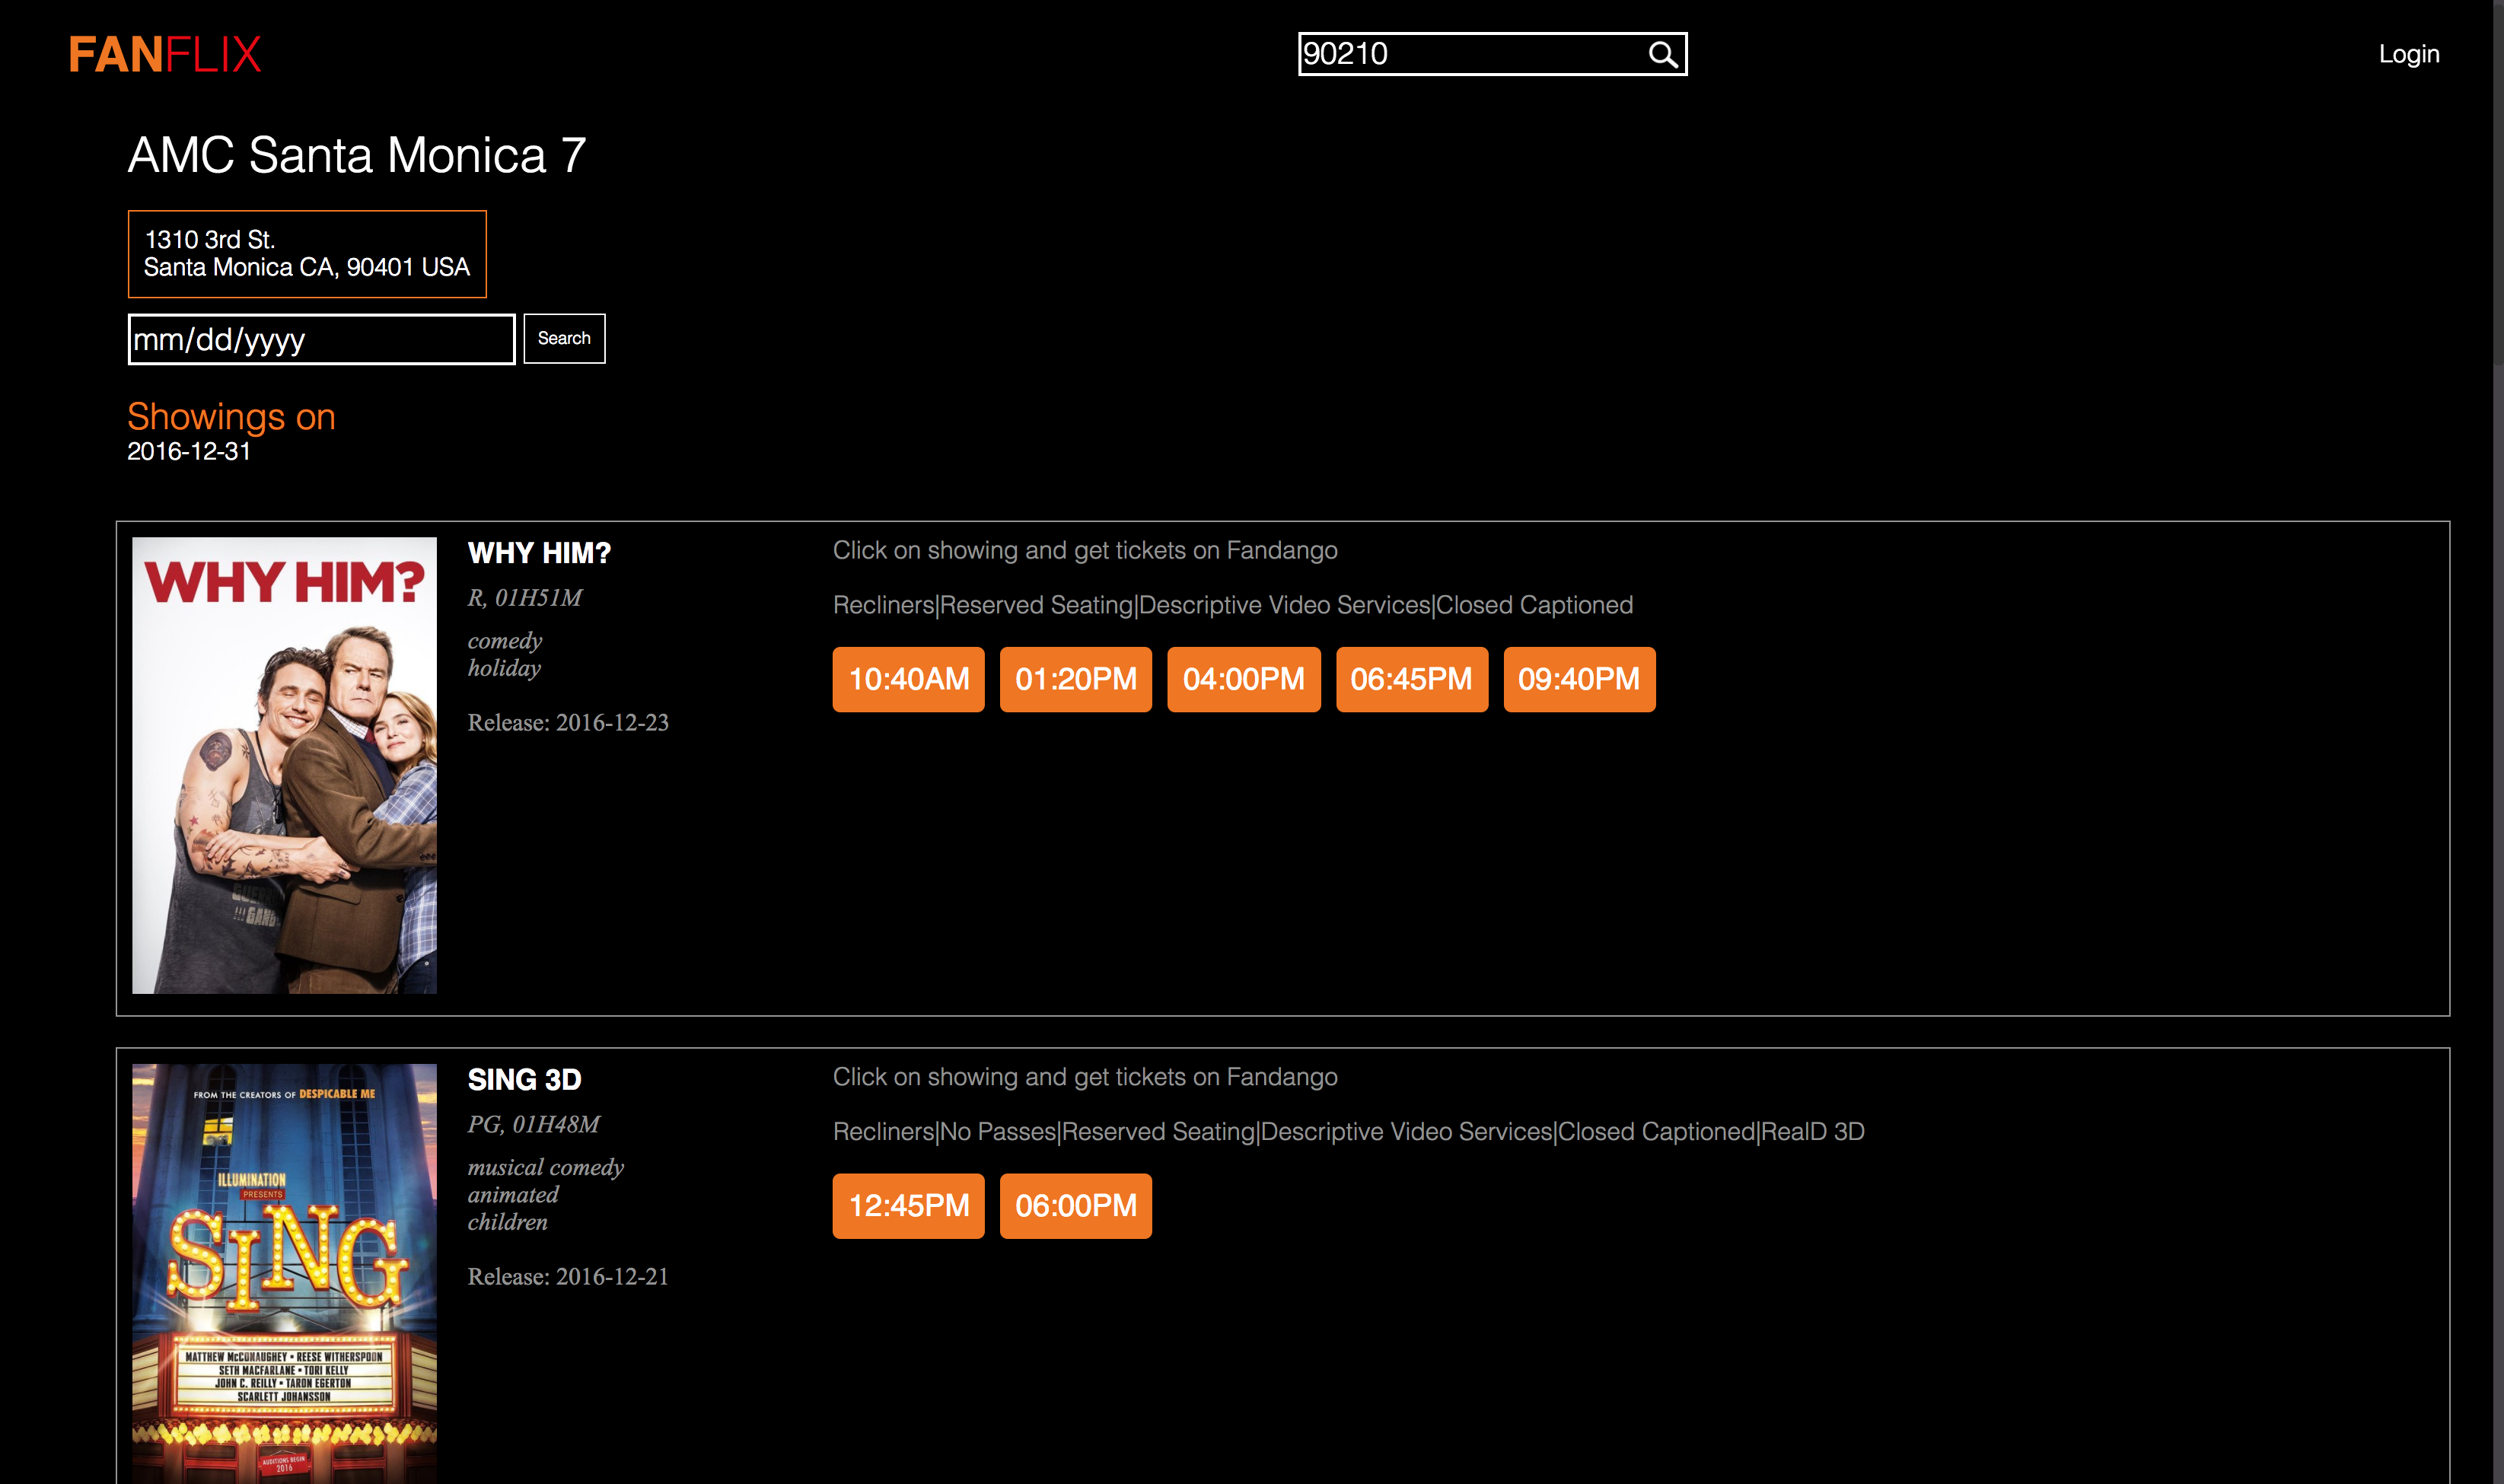 FANFLIX
90210
Login
AMC Santa Monica 7
1310 3rd St.
Santa Monica CA, 90401 USA
mm/dd/yyyy
Search
Showings on
2016-12-31
WHY HIM?
WHY HIM?
R, 01H51M
comedy
holiday
Release: 2016-12-23
Click on showing and get tickets on Fandango
Recliners|Reserved Seating|Descriptive Video Services|Closed Captioned
10:40AM 01:20PM 04:00PM 06:45PM 09:40PM
FROM THE CREATORS OF DESPICABLE ME
ILLUMINATION
PRESENTS
SING
MATTHEW McCONAUGHEY • REESE WITHERSPOON
SETH MACFARLANE • TORI KELLY
JOHN C. REILLY • TARON EGERTON
SCARLETT JOHANSSON
AUDITIONS BEGIN
2016
SING 3D
PG, 01H48M
musical comedy
animated
children
Release: 2016-12-21
Click on showing and get tickets on Fandango
Recliners|No Passes|Reserved Seating|Descriptive Video Services|Closed Captioned|RealD 3D
12:45PM 06:00PM